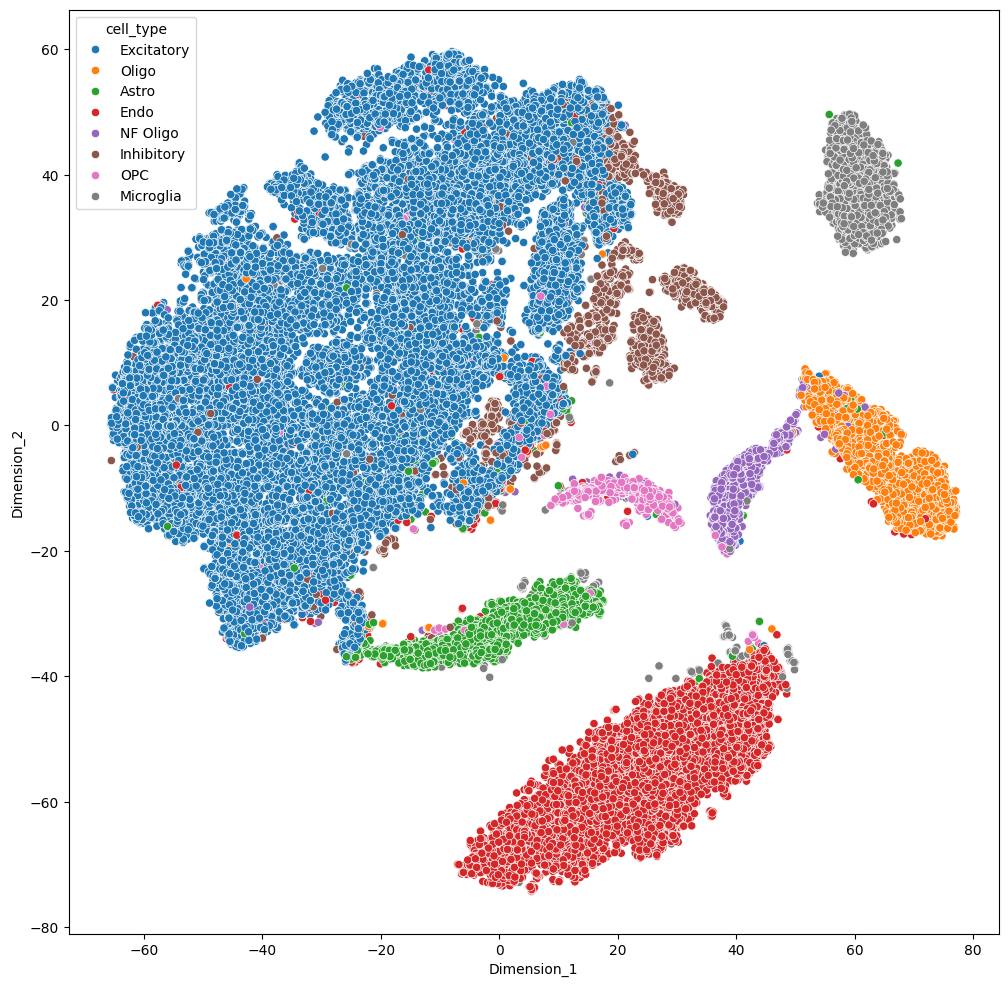 cell_type
Excitatory
Oligo
Astro
Endo
NF Oligo
Inhibitory
OPC
Microglia
60
40
20
0
−20
−40
−60
−80
Dimension_2
−60
−40
−20
0
20
40
60
80
Dimension_1